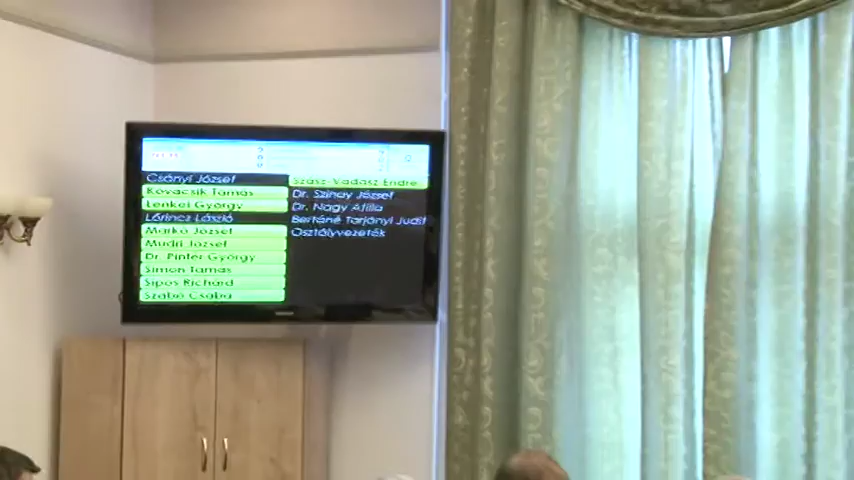 Csányi József
Kovacsik Tamás
Lenkei György
Lőrincz László
Markó József
Mudri József
Dr. Pintér György
Simon Tamás
Sipos Richárd
Szabó Csaba
Szász-Vadász Endre
Dr. Szinay József
Dr. Nagy Attila
Bertáné Tarjányi Judit
Osztályvezetők